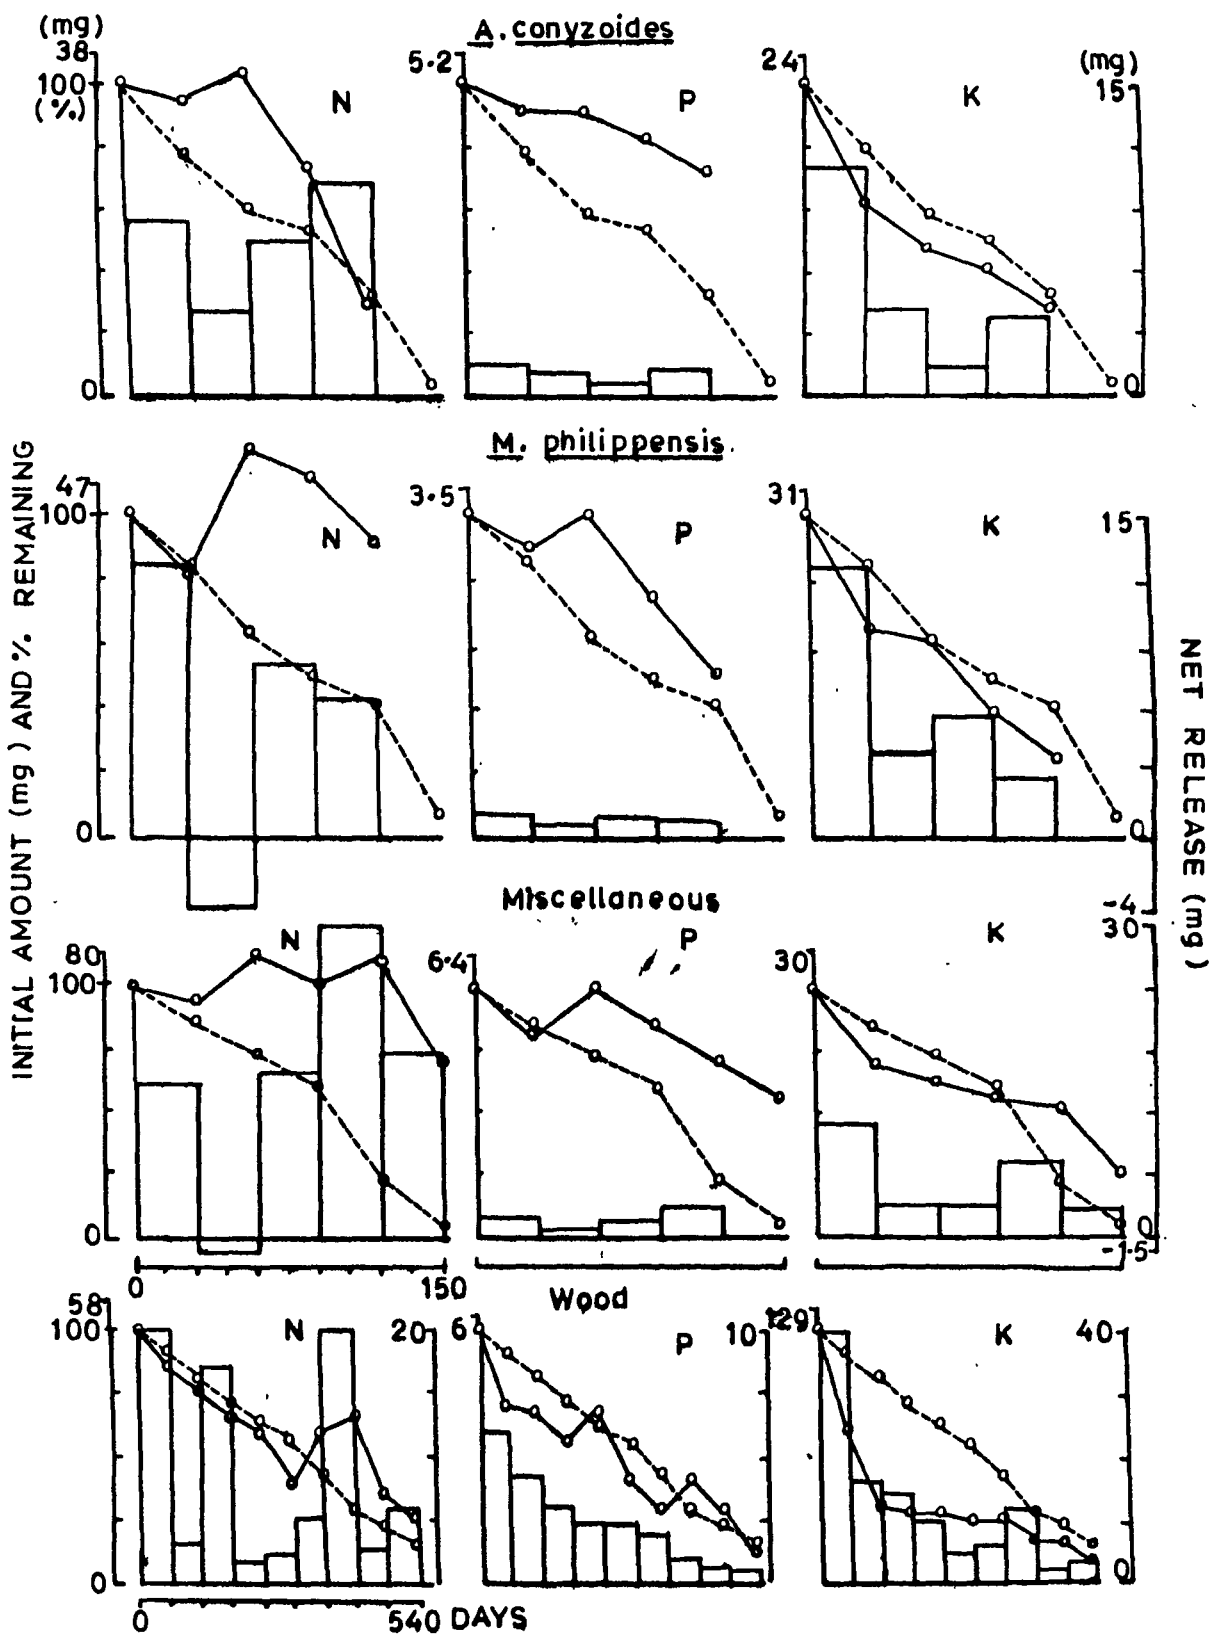 (mg)
A. conyzoides
38
100
(%)
N
5.2
P
24
K
(mg)
15
0
0
M. philippensis.
47
100
N
3.5
P
31
K
15
0
0
-4
Miscellaneous
80
100
N
6.4
P
30
K
30
0
0
-1.5
0
150
Wood
58
100
N
20
6
P
10
129
K
40
0
0
0
540 DAYS
INITIAL AMOUNT (mg) AND %. REMAINING
NET RELEASE (mg)